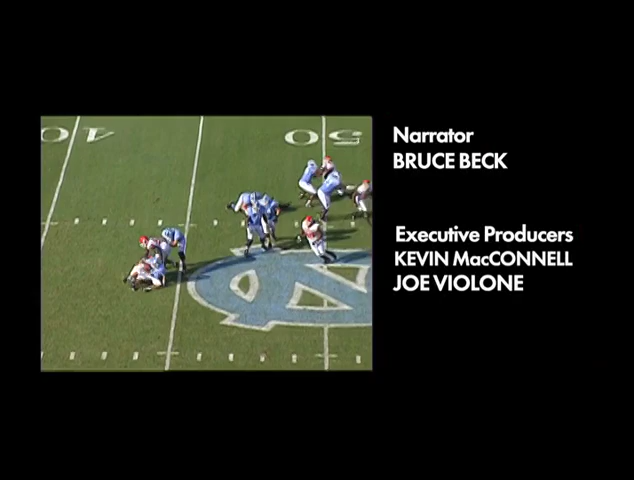 40
50
Narrator
BRUCE BECK
Executive Producers
KEVIN MacCONNELL
JOE VIOLONE